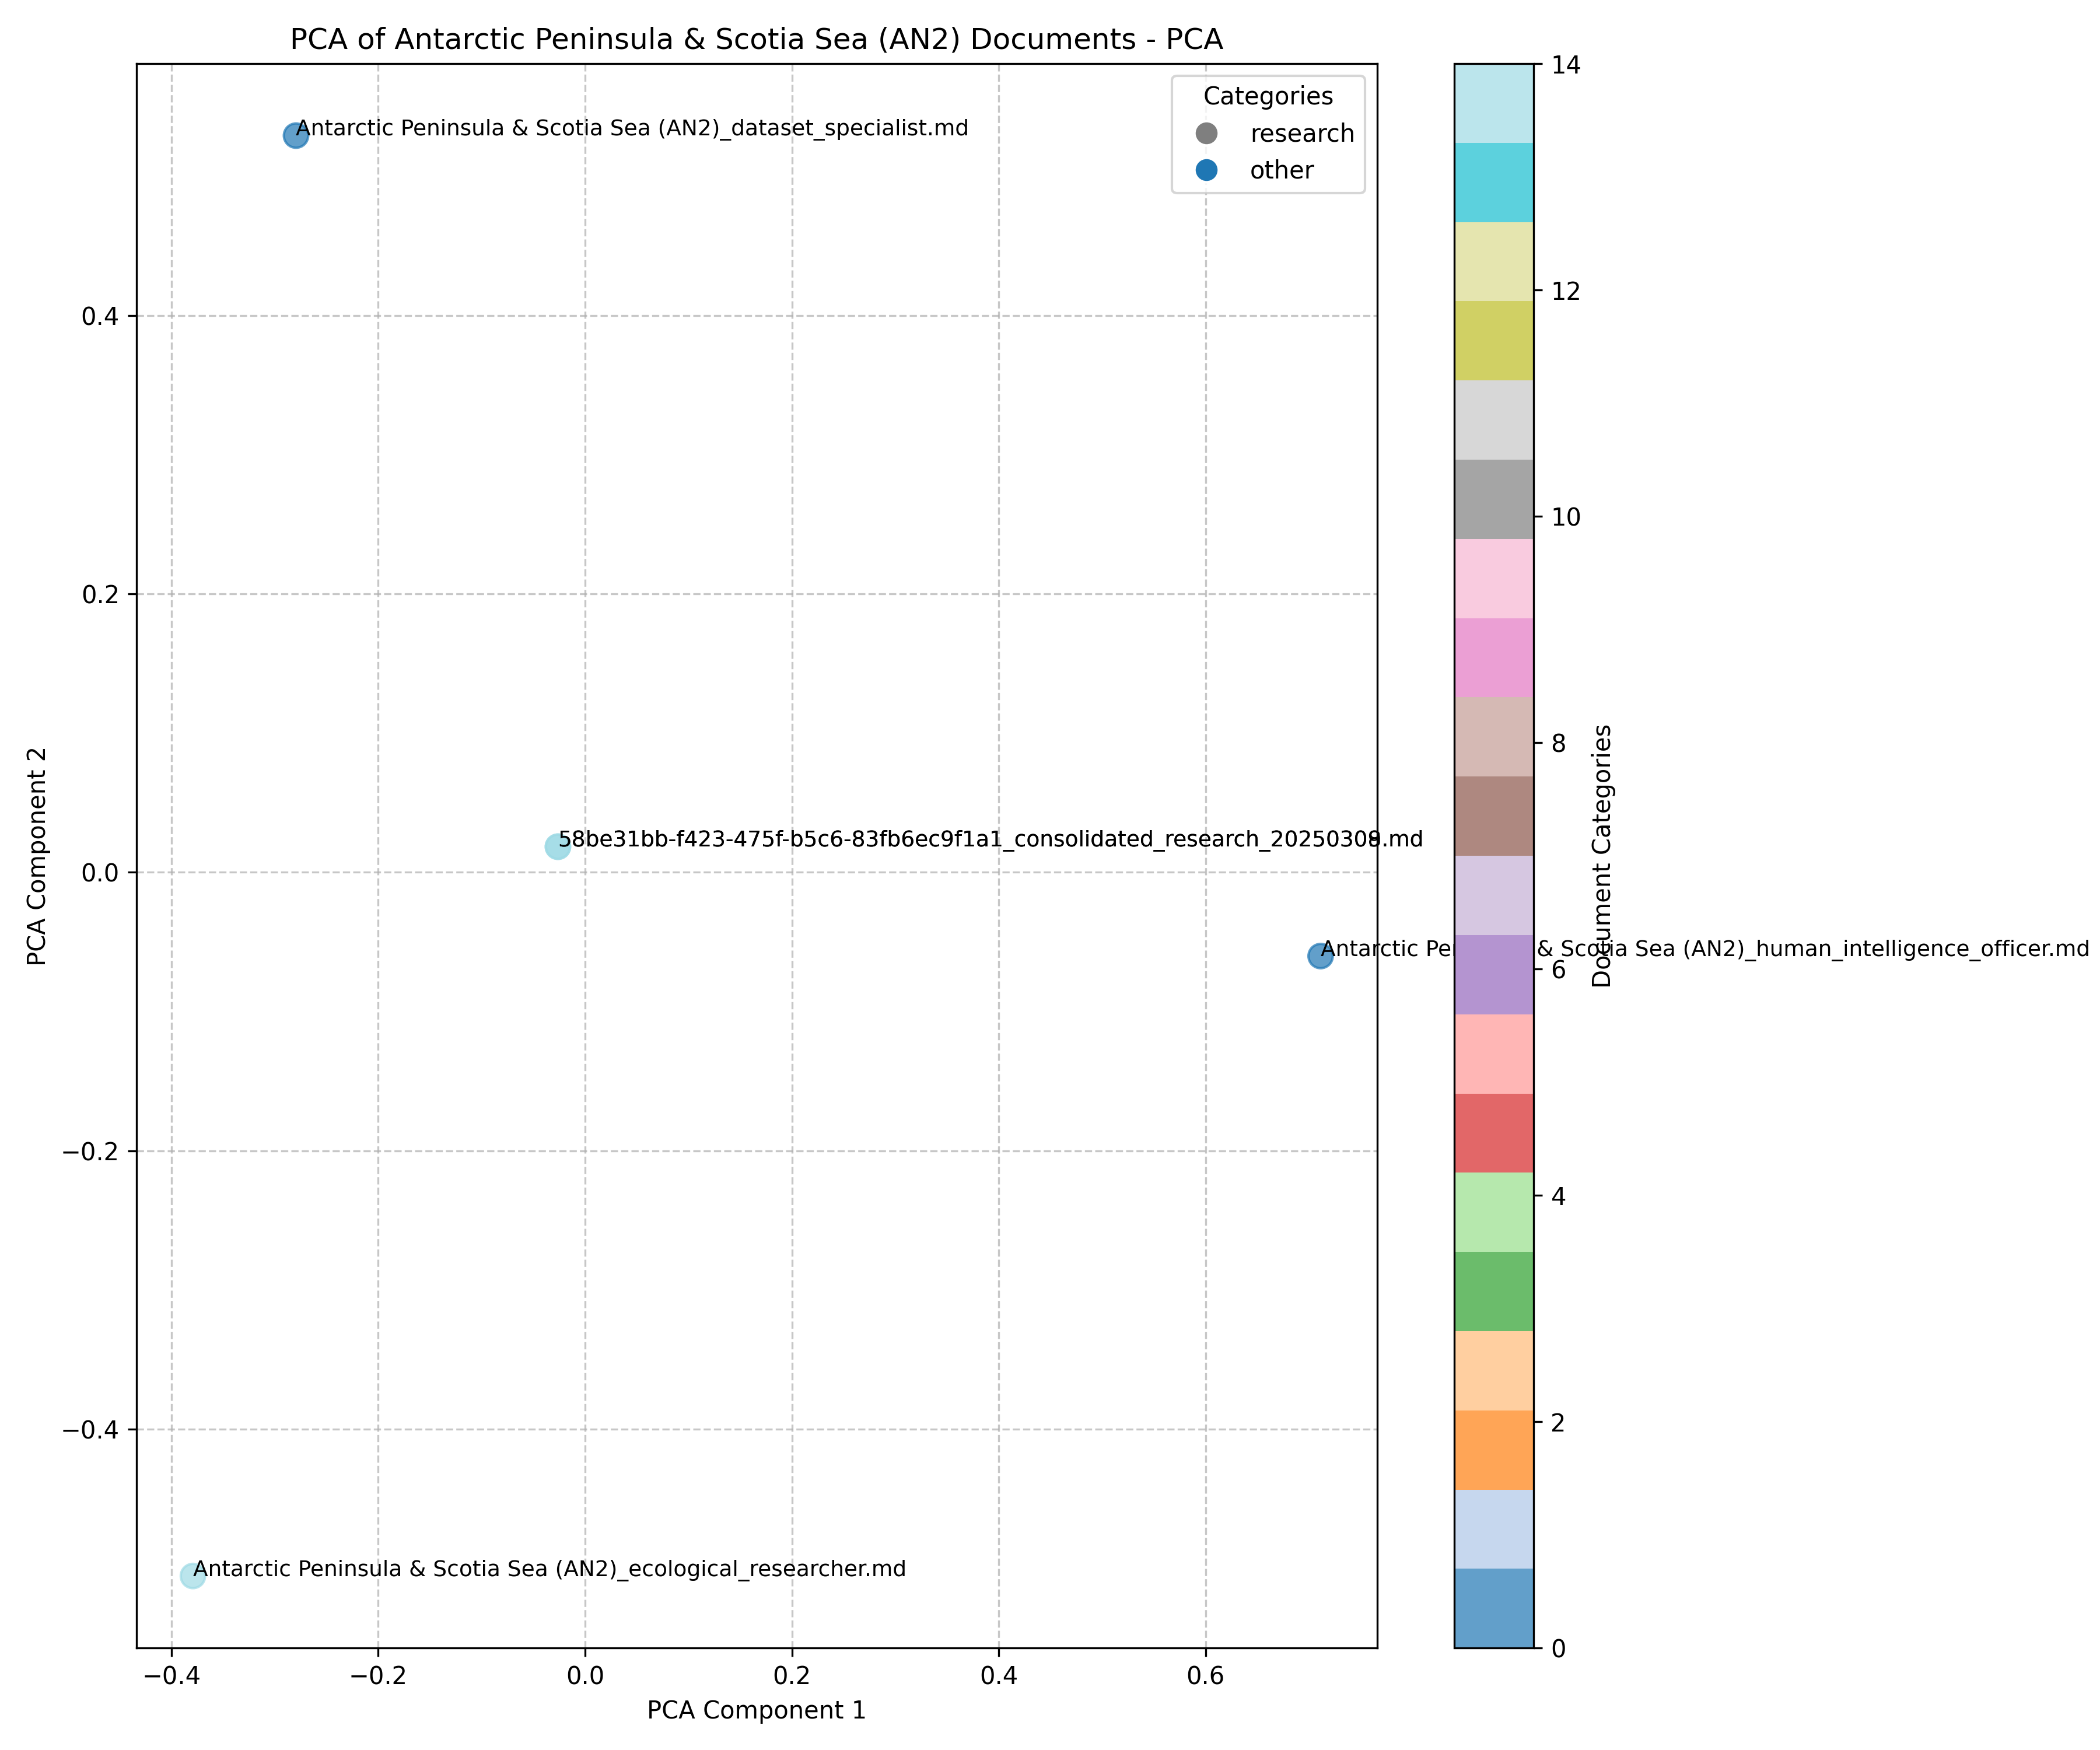 PCA of Antarctic Peninsula & Scotia Sea (AN2) Documents - PCA
Categories
research
other
Antarctic Peninsula & Scotia Sea (AN2)_dataset_specialist.md
58be31bb-f423-475f-b5c6-83fb6ec9f1a1_consolidated_research_
Antarctic Pe & Scotia Sea (AN2)_human_intelligence_officer.md
Antarctic Peninsula & Scotia Sea (AN2)_ecological_researcher.md
PCA Component 2
0.4
0.2
0.0
−0.2
−0.4
−0.4
−0.2
0.0
0.2
0.4
0.6
PCA Component 1
14
12
10
8
6
4
2
0
Document Categories